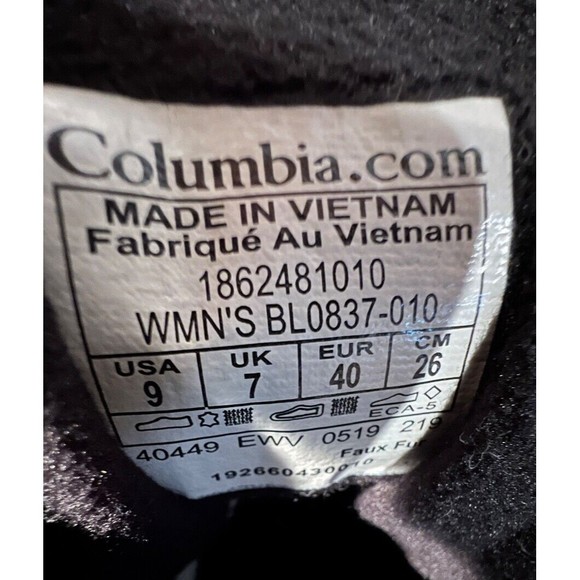 Columbia.com
MADE IN VIETNAM
Fabriqué Au Vietnam
1862481010
WMN'S BL0837-010
USA UK EUR CM
9 7 40 26
ECA-5
40449 EWV 0519 219
Faux Fur
192660430010